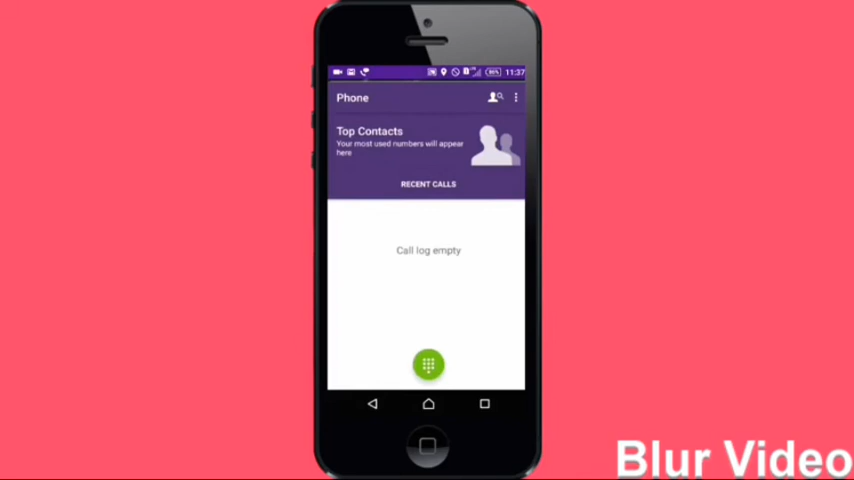 11:37
Phone
Top Contacts
Your most used numbers will appear
here
RECENT CALLS
Call log empty
Blur Video